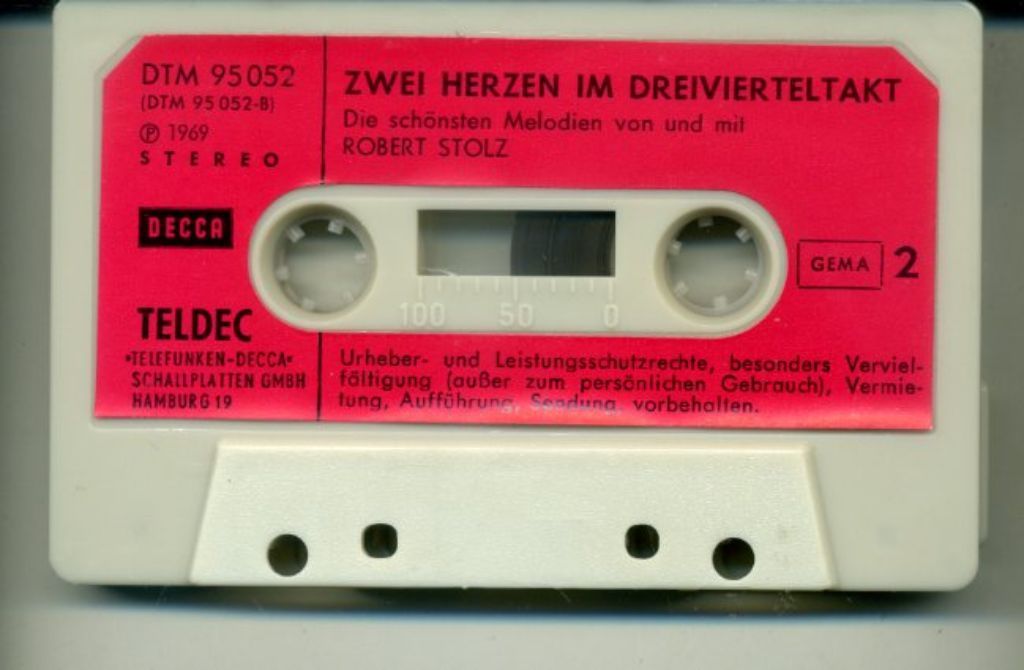 DTM 95052
(DTM 95 052-B)
Ⓟ 1969
STEREO
ZWEI HERZEN IM DREIVIERTELTAKT
Die schönsten Melodien von und mit
ROBERT STOLZ
DECCA
100 50 0
GEMA 2
TELDEC
»TELEFUNKEN-DECCA«
SCHALLPLATTEN GMBH
HAMBURG 19
Urheber- und Leistungsschutzrechte, besondersVerviel-
fältigung (außer zum persönlichen Gebrauch), Vermie-
tung, Aufführung, Sendung, vorbehalten.